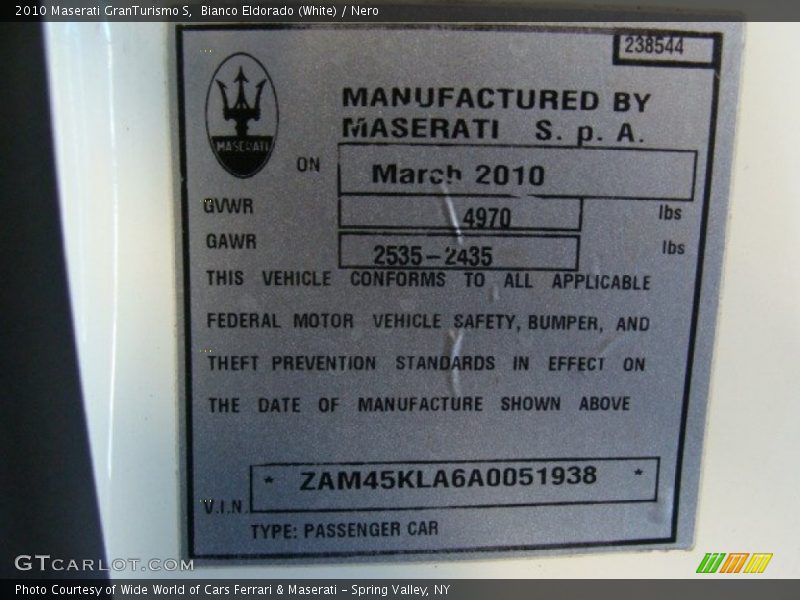 2010 Maserati GranTurismo S, Bianco Eldorado (White) / Nero
238544
MASERATI
MANUFACTURED BY
MASERATI S. p. A.
ON March 2010
GVWR 4970 lbs
GAWR 2535-2435 lbs
THIS VEHICLE CONFORMS TO ALL APPLICABLE
FEDERAL MOTOR VEHICLE SAFETY, BUMPER, AND
THEFT PREVENTION STANDARDS IN EFFECT ON
THE DATE OF MANUFACTURE SHOWN ABOVE
V.I.N. * ZAM45KLA6A0051938 *
TYPE: PASSENGER CAR
GTCARLOT.COM
Photo Courtesy of Wide World of Cars Ferrari & Maserati - Spring Valley, NY